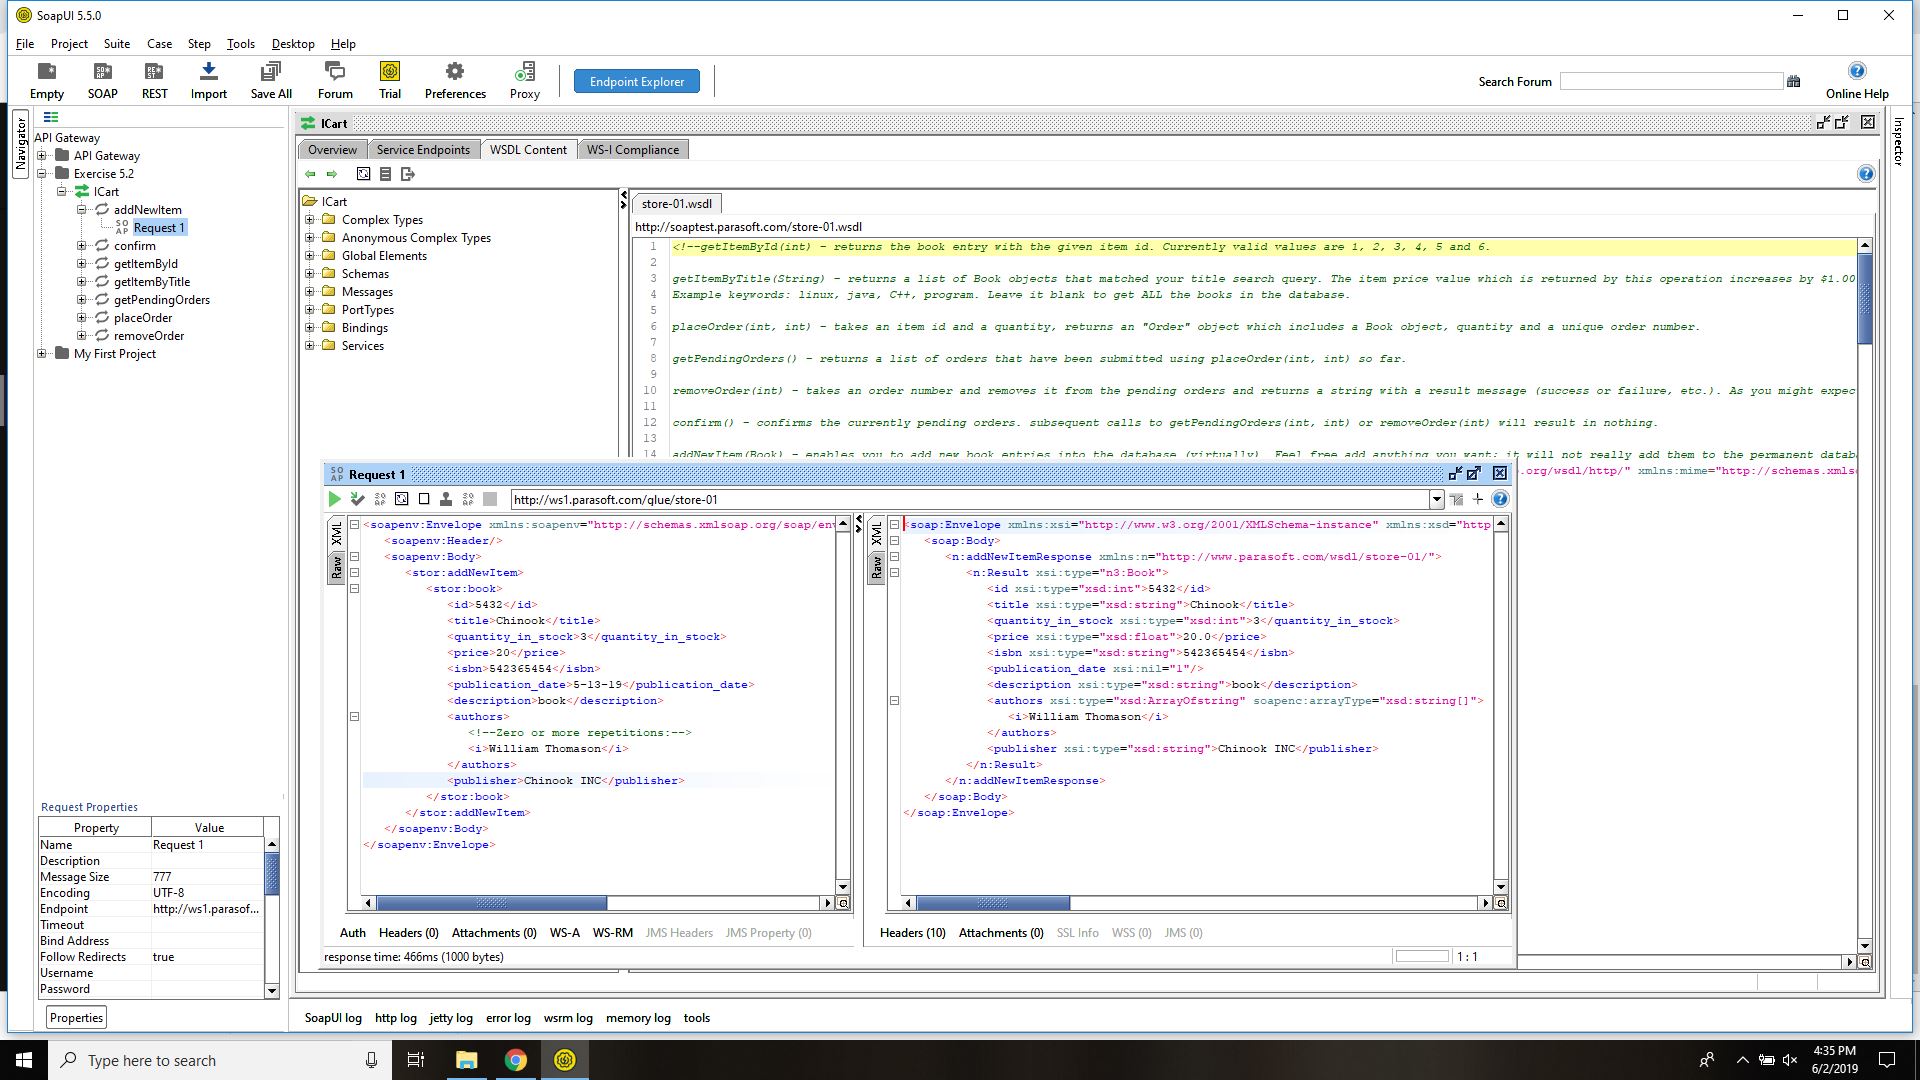 SoapUI 5.5.0
File Project Suite Case Step Tools Desktop Help
Empty SOAP REST Import Save All Forum Trial Preferences Proxy
Endpoint Explorer
Search Forum
Online Help
Navigator
API Gateway
API Gateway
Exercise 5.2
ICart
addNewItem
Request 1
confirm
getItemById
getItemByTitle
getPendingOrders
placeOrder
removeOrder
My First Project
Request Properties
Property Value
Name Request 1
Description
Message Size 777
Encoding UTF-8
Endpoint http://ws1.parasof...
Timeout
Bind Address
Follow Redirects true
Username
Password
Properties
ICart
Overview Service Endpoints WSDL Content WS-I Compliance
ICart
Complex Types
Anonymous Complex Types
Global Elements
Schemas
Messages
PortTypes
Bindings
Services
store-01.wsdl
http://soaptest.parasoft.com/store-01.wsdl
1 <!--getItemById(int) - returns the book entry with the given item id. Currently valid values are 1, 2, 3, 4, 5 and 6.
2
3 getItemByTitle(String) - returns a list of Book objects that matched your title search query. The item price value which is returned by this operation increases by $1.00
4 Example keywords: linux, java, C++, program. Leave it blank to get ALL the books in the database.
5
6 placeOrder(int, int) - takes an item id and a quantity, returns an "Order" object which includes a Book object, quantity and a unique order number.
7
8 getPendingOrders() - returns a list of orders that have been submitted using placeOrder(int, int) so far.
9
10 removeOrder(int) - takes an order number and removes it from the pending orders and returns a string with a result message (success or failure, etc.). As you might expec
11
12 confirm() - confirms the currently pending orders. subsequent calls to getPendingOrders(int, int) or removeOrder(int) will result in nothing.
13
14 addNewItem(Book) - enables you to add new book entries into the database (virtually). Feel free add anything you want; it will not really add them to the permanent datab
.org/wsdl/http/" xmlns:mime="http://schemas.xmls
Inspector
Request 1
http://ws1.parasoft.com/glue/store-01
XML
Raw
<soapenv:Envelope xmlns:soapenv="http://schemas.xmlsoap.org/soap/env
<soapenv:Header/>
<soapenv:Body>
<stor:addNewItem>
<stor:book>
<id>5432</id>
<title>Chinook</title>
<quantity_in_stock>3</quantity_in_stock>
<price>20</price>
<isbn>542365454</isbn>
<publication_date>5-13-19</publication_date>
<description>book</description>
<authors>
<!--Zero or more repetitions:-->
<i>William Thomason</i>
</authors>
<publisher>Chinook INC</publisher>
</stor:book>
</stor:addNewItem>
</soapenv:Body>
</soapenv:Envelope>
XML
Raw
<soap:Envelope xmlns:xsi="http://www.w3.org/2001/XMLSchema-instance" xmlns:xsd="http
<soap:Body>
<n:addNewItemResponse xmlns:n="http://www.parasoft.com/wsdl/store-01/">
<n:Result xsi:type="n3:Book">
<id xsi:type="xsd:int">5432</id>
<title xsi:type="xsd:string">Chinook</title>
<quantity_in_stock xsi:type="xsd:int">3</quantity_in_stock>
<price xsi:type="xsd:float">20.0</price>
<isbn xsi:type="xsd:string">542365454</isbn>
<publication_date xsi:nil="1"/>
<description xsi:type="xsd:string">book</description>
<authors xsi:type="xsd:ArrayOfstring" soapenc:arrayType="xsd:string[]">
<i>William Thomason</i>
</authors>
<publisher xsi:type="xsd:string">Chinook INC</publisher>
</n:Result>
</n:addNewItemResponse>
</soap:Body>
</soap:Envelope>
Auth Headers (0) Attachments (0) WS-A WS-RM JMS Headers JMS Property (0)
Headers (10) Attachments (0) SSL Info WSS (0) JMS (0)
response time: 466ms (1000 bytes)
1 : 1
SoapUI log http log jetty log error log wsrm log memory log tools
Type here to search
4:35 PM
6/2/2019